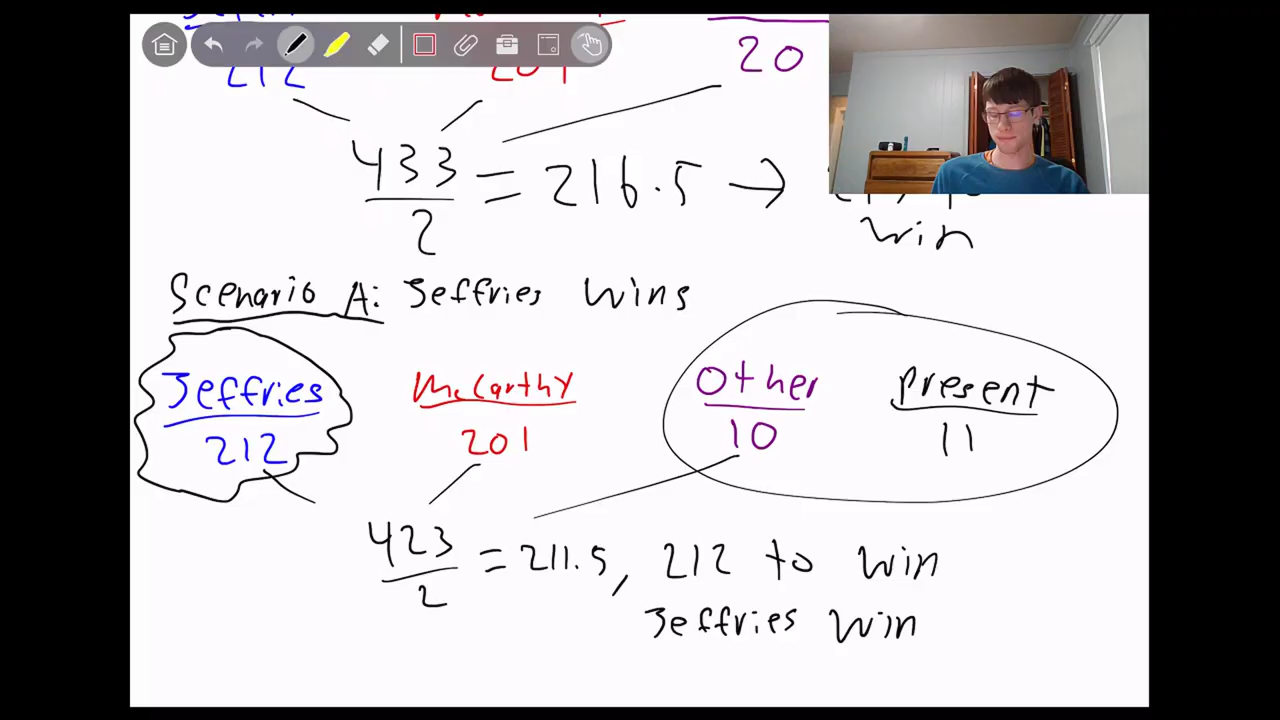 212 201 20
433/2 = 216.5 →
win
Scenario A: Jeffries Wins
Jeffries McCarthy Other present
212 201 10 11
423/2 = 211.5, 212 to win
Jeffries win